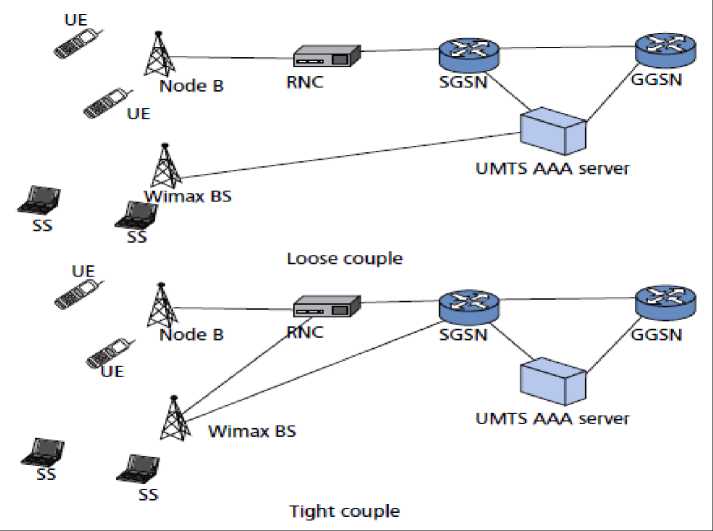 UE
Node B
RNC
SGSN
GGSN
UE
UMTS AAA server
Wimax BS
SS
SS
Loose couple
UE
Node B
RNC
SGSN
GGSN
UE
UMTS AAA server
Wimax BS
SS
SS
Tight couple